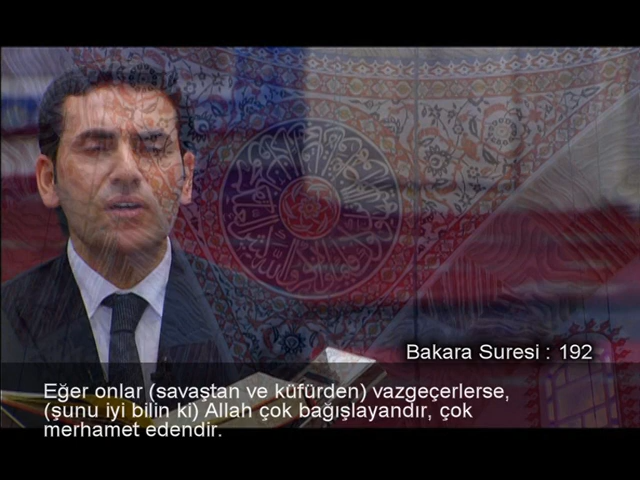 Bakara Suresi : 192
Eğer onlar (savaştan ve küfürden) vazgeçerlerse,
(şunu iyi bilin ki) Allah çok bağışlayandır, çok
merhamet edendir.